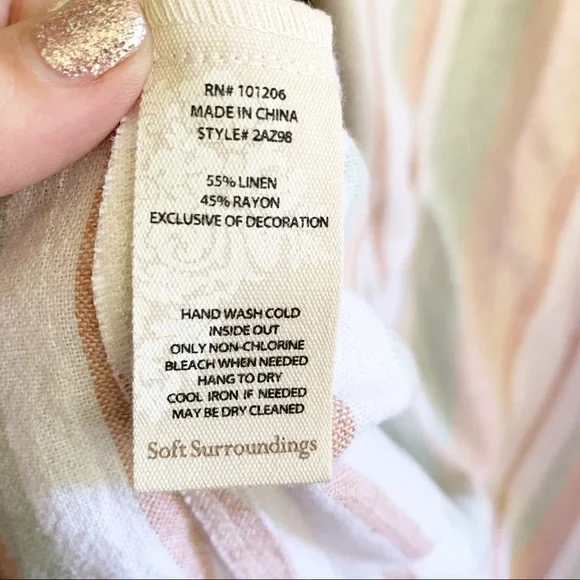 RN# 101206
MADE IN CHINA
STYLE# 2AZ98
55% LINEN
45% RAYON
EXCLUSIVE OF DECORATION
HAND WASH COLD
INSIDE OUT
ONLY NON-CHLORINE
BLEACH WHEN NEEDED
HANG TO DRY
COOL IRON IF NEEDED
MAY BE DRY CLEANED
Soft Surroundings